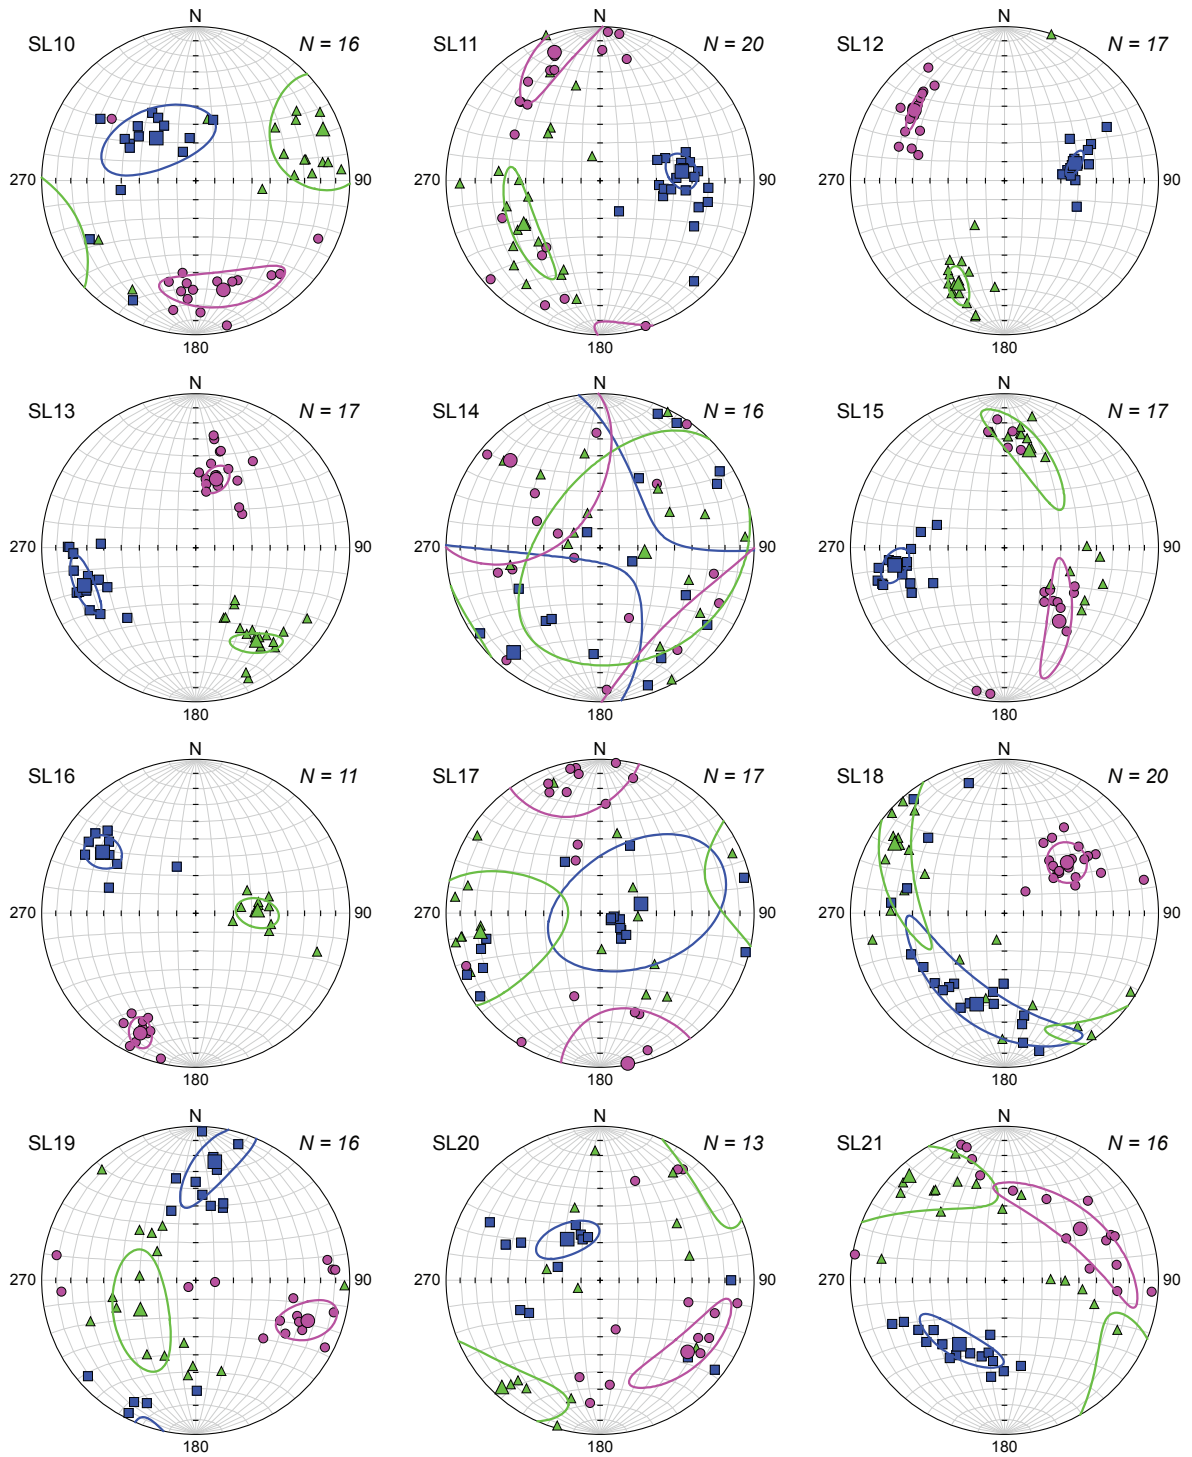 N N N
SL10 N = 16 SL11 N = 20 SL12 N = 17
270 90 270 90 270 90
180 180 180
N N N
SL13 N = 17 SL14 N = 16 SL15 N = 17
270 90 270 90 270 90
180 180 180
N N N
SL16 N = 11 SL17 N = 17 SL18 N = 20
270 90 270 90 270 90
180 180 180
N N N
SL19 N = 16 SL20 N = 13 SL21 N = 16
270 90 270 90 270 90
180 180 180